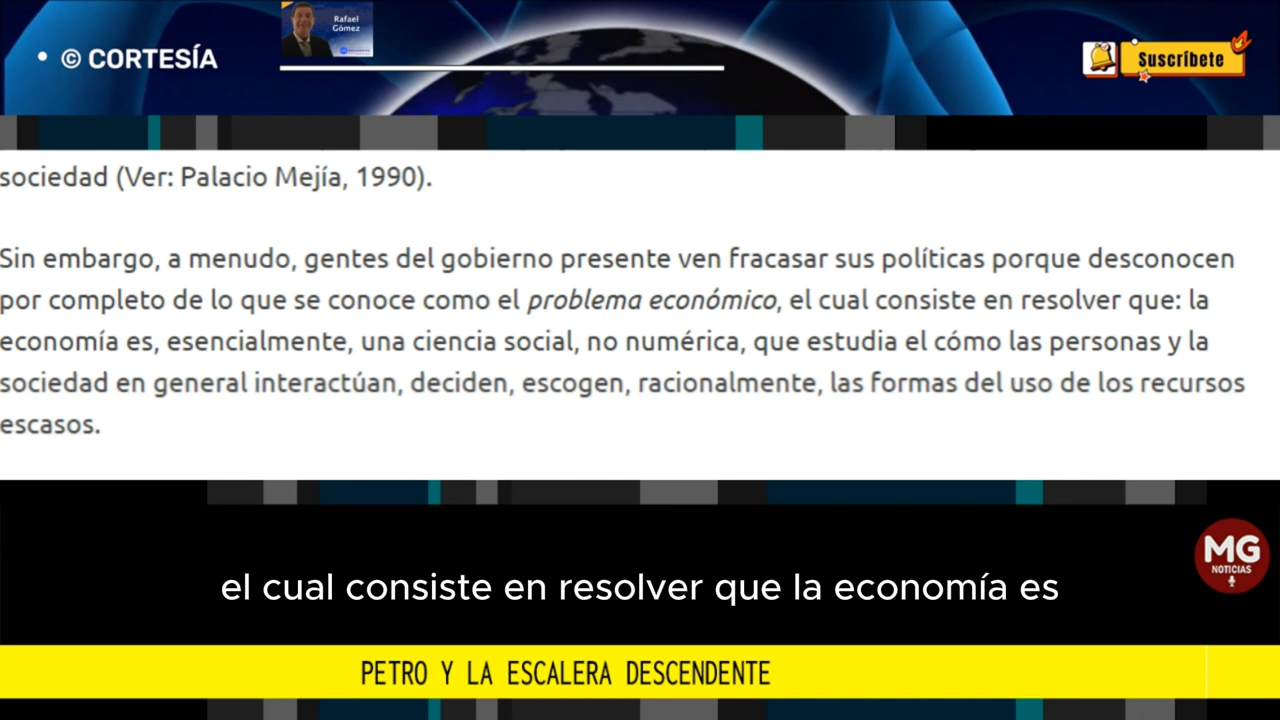 • © CORTESÍA
Rafael
Gómez
Suscríbete
sociedad (Ver: Palacio Mejía, 1990).
Sin embargo, a menudo, gentes del gobierno presente ven fracasar sus políticas porque desconocen
por completo de lo que se conoce como el problema económico, el cual consiste en resolver que: la
economía es, esencialmente, una ciencia social, no numérica, que estudia el cómo las personas y la
sociedad en general interactúan, deciden, escogen, racionalmente, las formas del uso de los recursos
escasos.
MG
NOTICIAS
el cual consiste en resolver que la economía es
PETRO Y LA ESCALERA DESCENDENTE